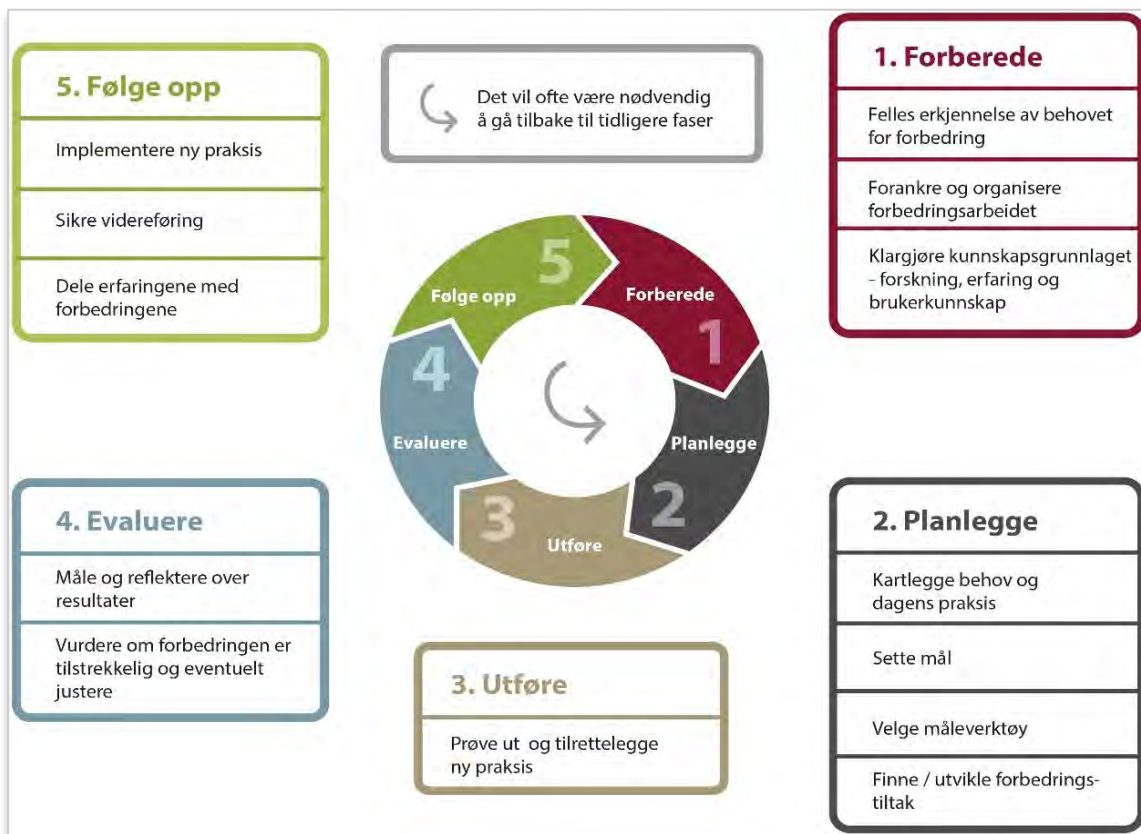 5. Følge opp
Implementere ny praksis
Sikre videreføring
Dele erfaringene med
forbedringene
Det vil ofte være nødvendig
å gå tilbake til tidligere faser
1. Forberede
Felles erkjennelse av behovet
for forbedring
Forankre og organisere
forbedringsarbeidet
Klargjøre kunnskapsgrunnlaget
- forskning, erfaring og
brukerkunnskap
5
Følge opp
Forberede
1
4
Evaluere
Planlegge
2
3
Utføre
4. Evaluere
Måle og reflektere over
resultater
Vurdere om forbedringen er
tilstrekkelig og eventuelt
justere
3. Utføre
Prøve ut og tilrettelegge
ny praksis
2. Planlegge
Kartlegge behov og
dagens praksis
Sette mål
Velge måleverktøy
Finne / utvikle forbedrings-
tiltak